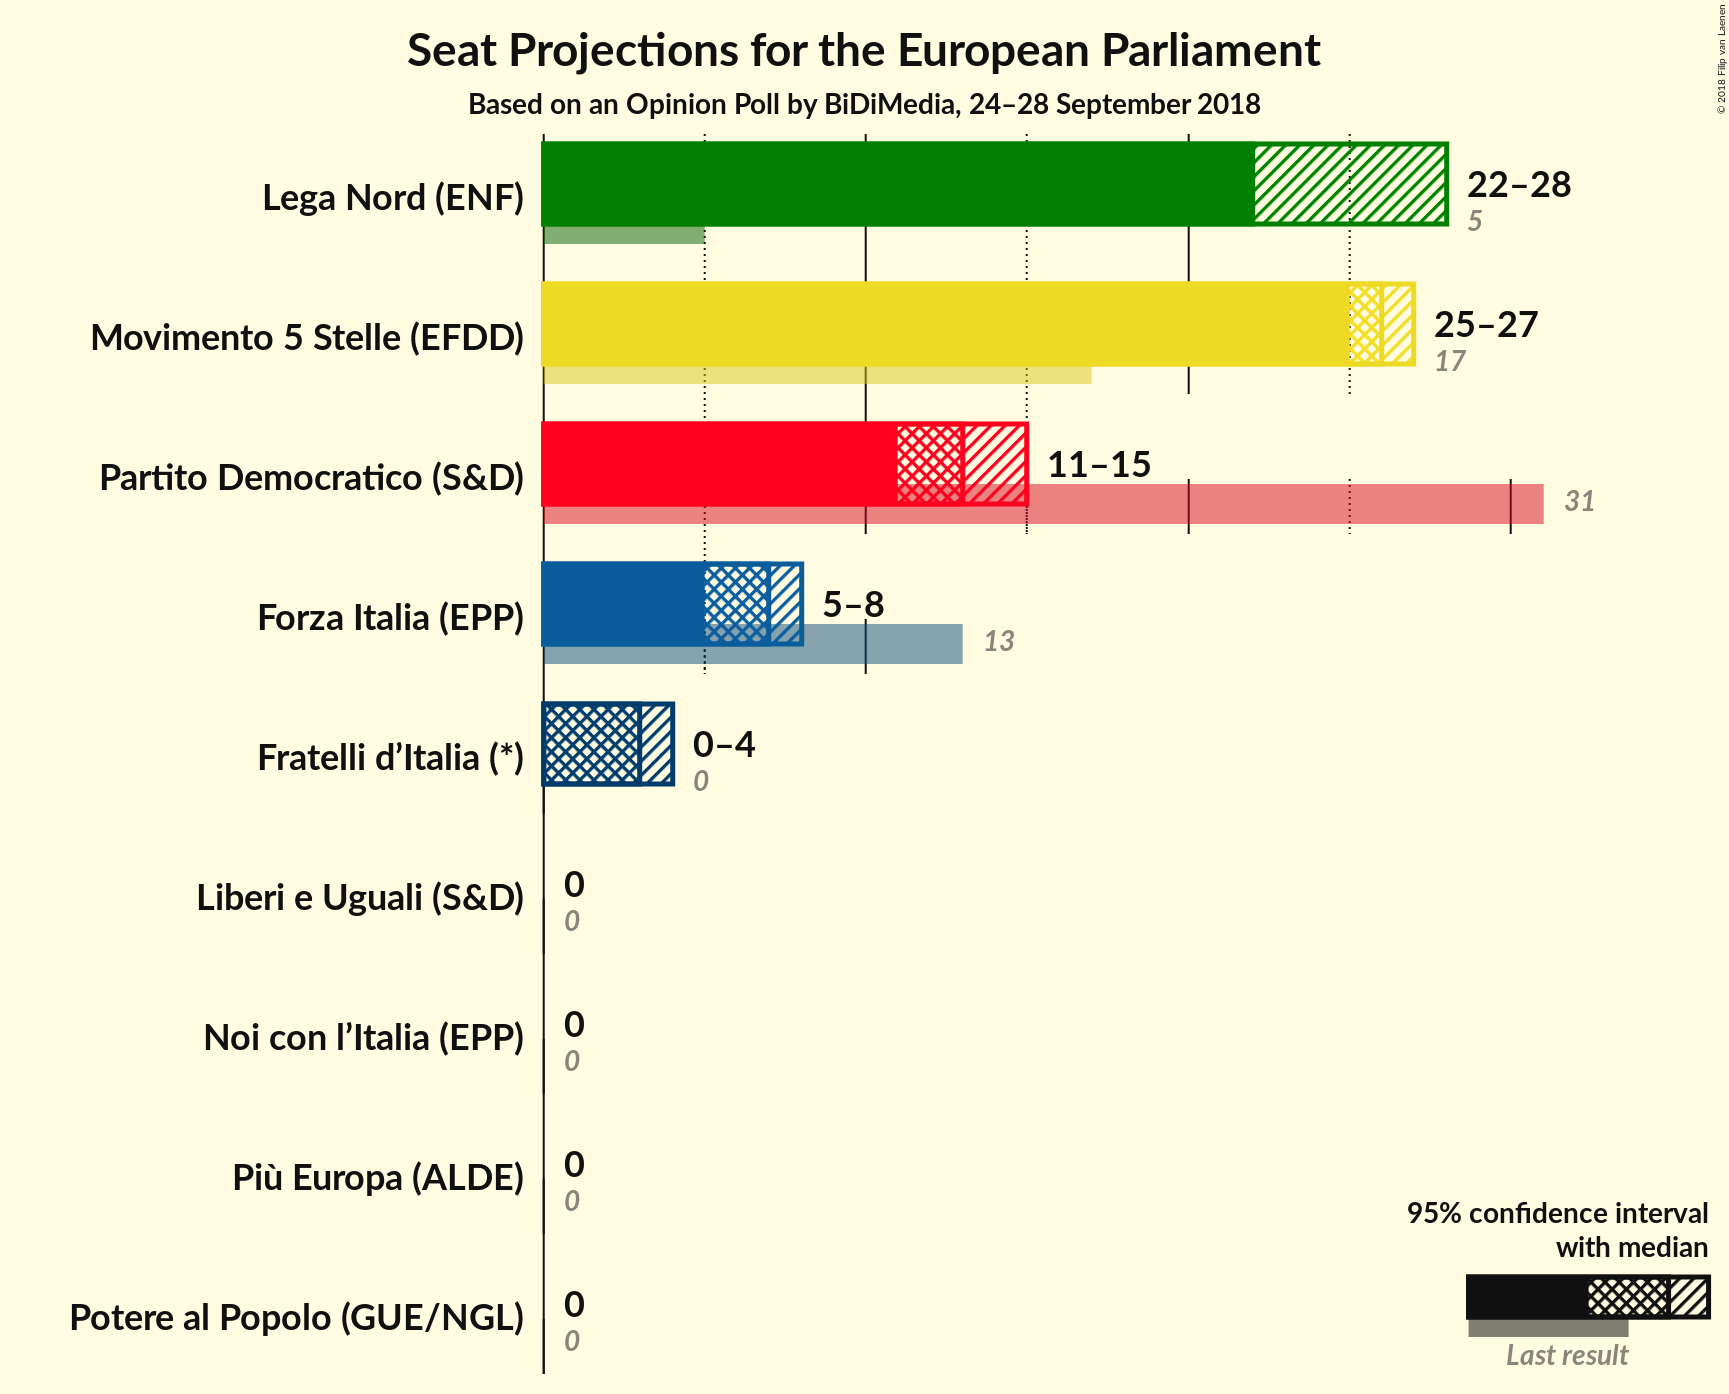 Seat Projections for the European Parliament
Based on an Opinion Poll by BiDiMedia, 24–28 September 2018
© 2018 Filip van Laenen
Lega Nord (ENF)
22–28
5
Movimento 5 Stelle (EFDD)
25–27
17
Partito Democratico (S&D)
11–15
31
Forza Italia (EPP)
5–8
13
Fratelli d’Italia (*)
0–4
0
Liberi e Uguali (S&D)
0
0
Noi con l’Italia (EPP)
0
0
Più Europa (ALDE)
0
0
Potere al Popolo (GUE/NGL)
0
0
95% confidence interval
with median
Last result